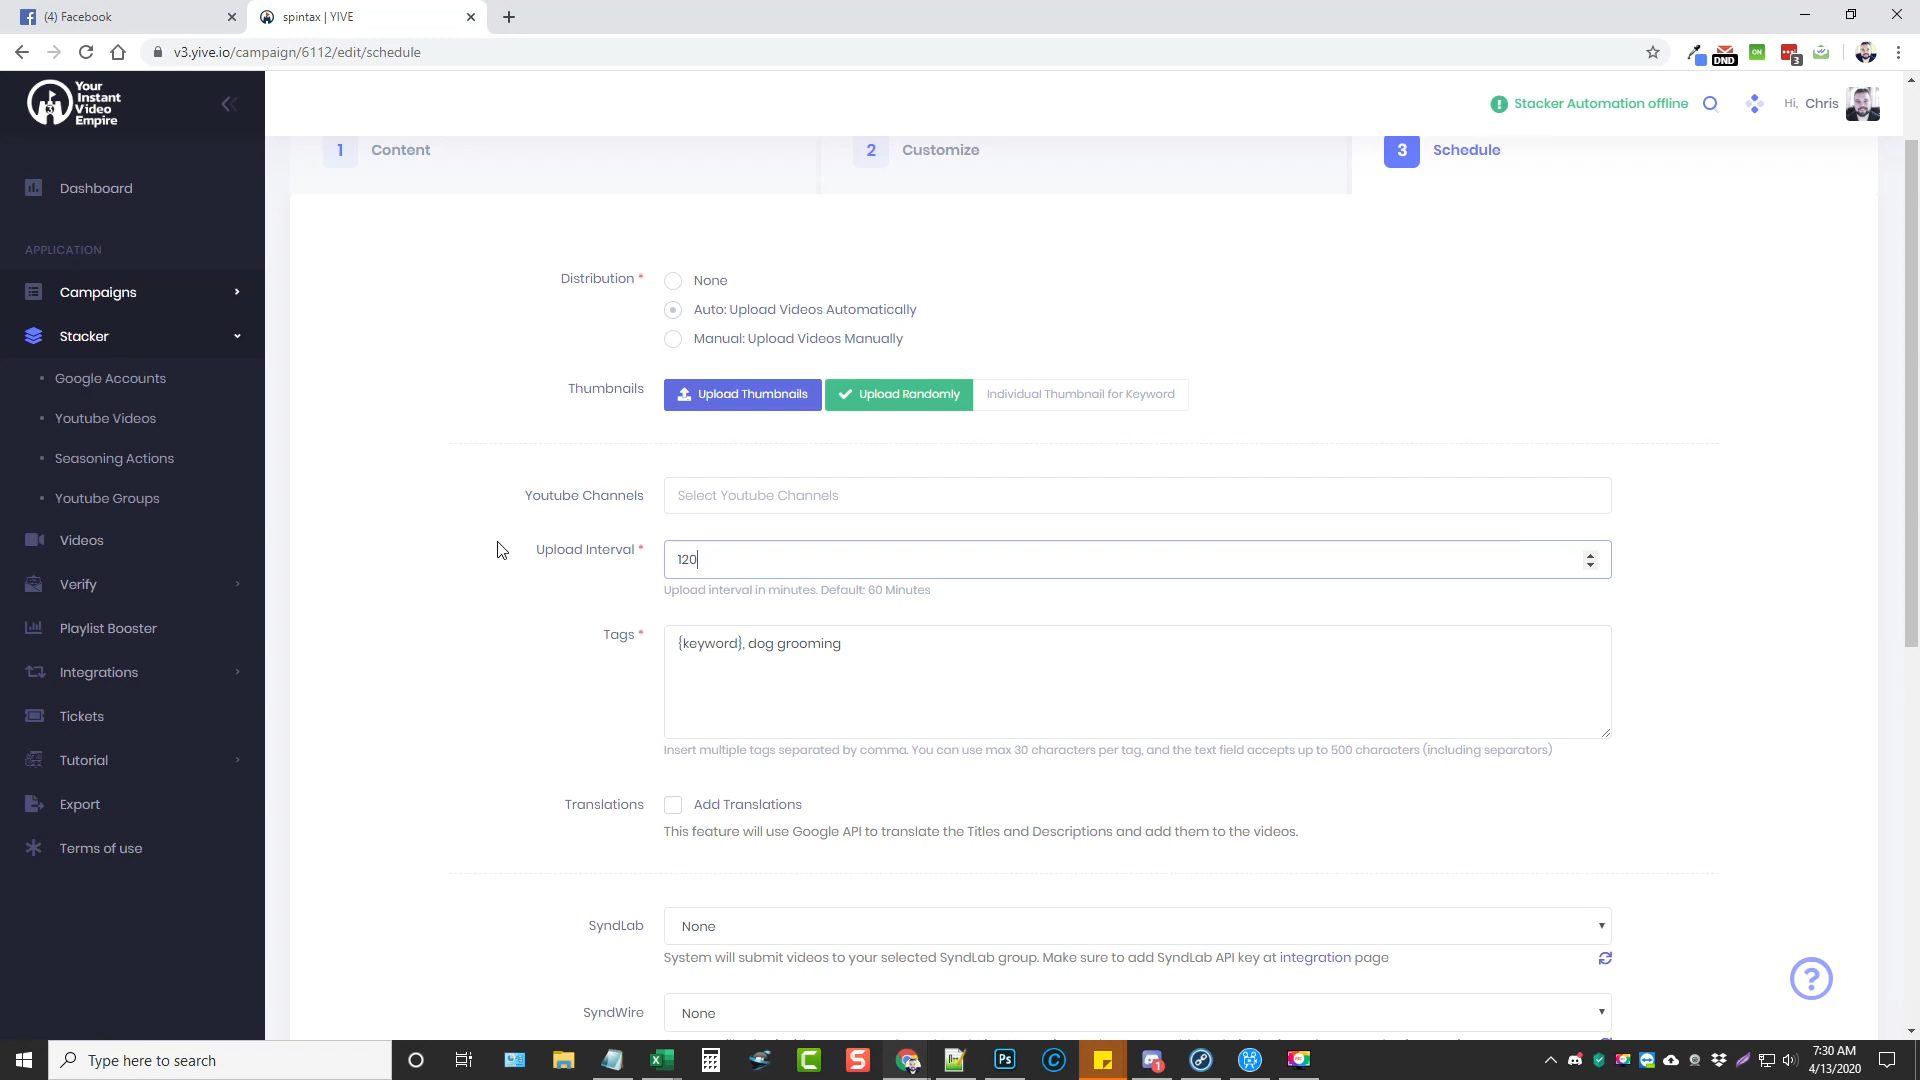 (4) Facebook
spintax | YIVE
v3.yive.io/campaign/6112/edit/schedule
DND
ON
3
Your
Instant
Video
Empire
Stacker Automation offline
Hi, Chris
1 Content
2 Customize
3 Schedule
Dashboard
APPLICATION
Campaigns
Stacker
Google Accounts
Youtube Videos
Seasoning Actions
Youtube Groups
Videos
Verify
Playlist Booster
Integrations
Tickets
Tutorial
Export
Terms of use
Distribution *
None
Auto: Upload Videos Automatically
Manual: Upload Videos Manually
Thumbnails
Upload Thumbnails
Upload Randomly
Individual Thumbnail for Keyword
Youtube Channels
Select Youtube Channels
Upload Interval *
120
Upload interval in minutes. Default: 60 Minutes
Tags *
{keyword}, dog grooming
Insert multiple tags separated by comma. You can use max 30 characters per tag, and the text field accepts up to 500 characters (including separators)
Translations
Add Translations
This feature will use Google API to translate the Titles and Descriptions and add them to the videos.
SyndLab
None
System will submit videos to your selected SyndLab group. Make sure to add SyndLab API key at integration page
SyndWire
None
?
Type here to search
Ps
1
7:30 AM
4/13/2020